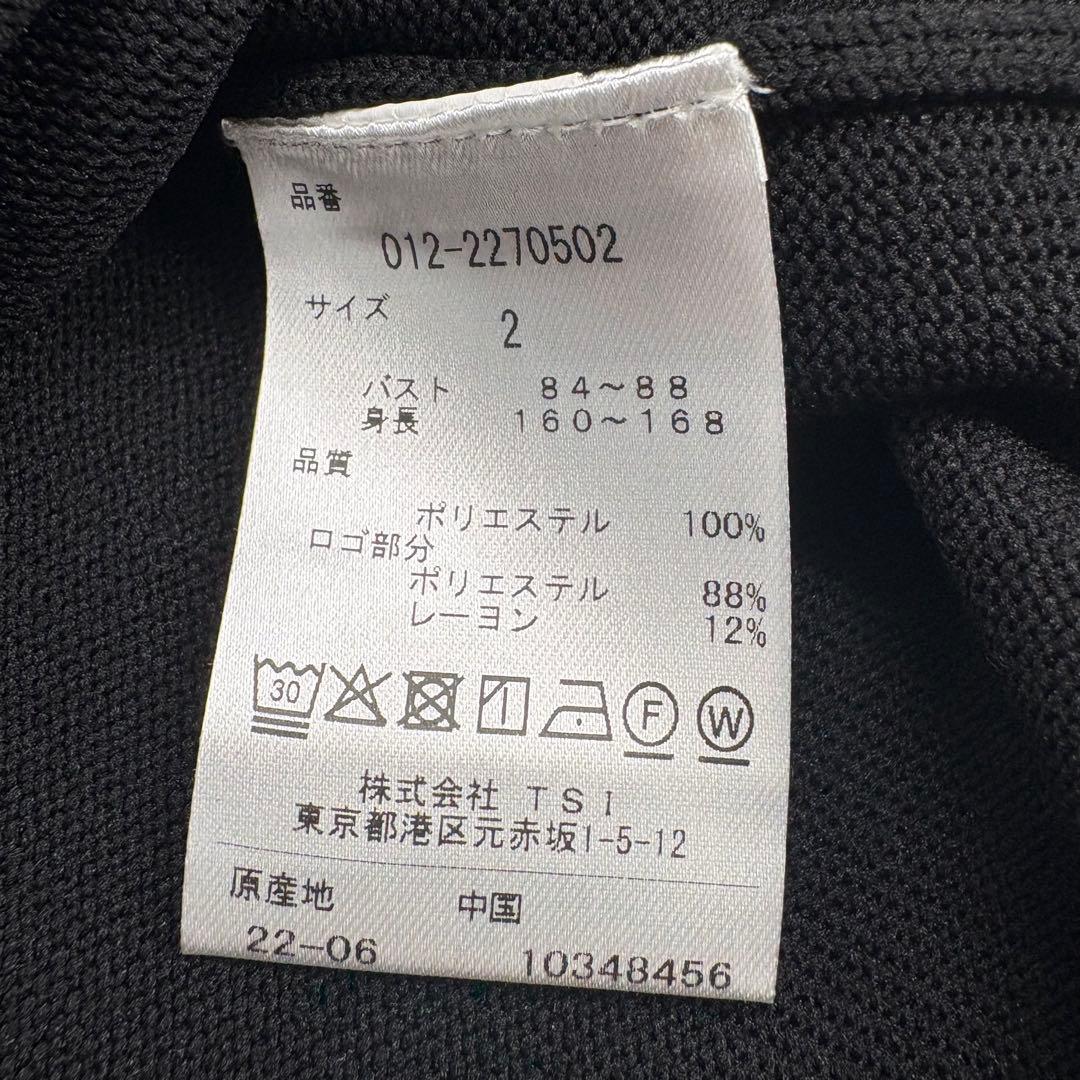 品番
012-2270502
サイズ 2
バスト 84～88
身長 160～168
品質
ポリエステル 100%
ロゴ部分
ポリエステル 88%
レーヨン 12%
30 F W
株式会社 TSI
東京都港区元赤坂1-5-12
原産地 中国
22-06 10348456